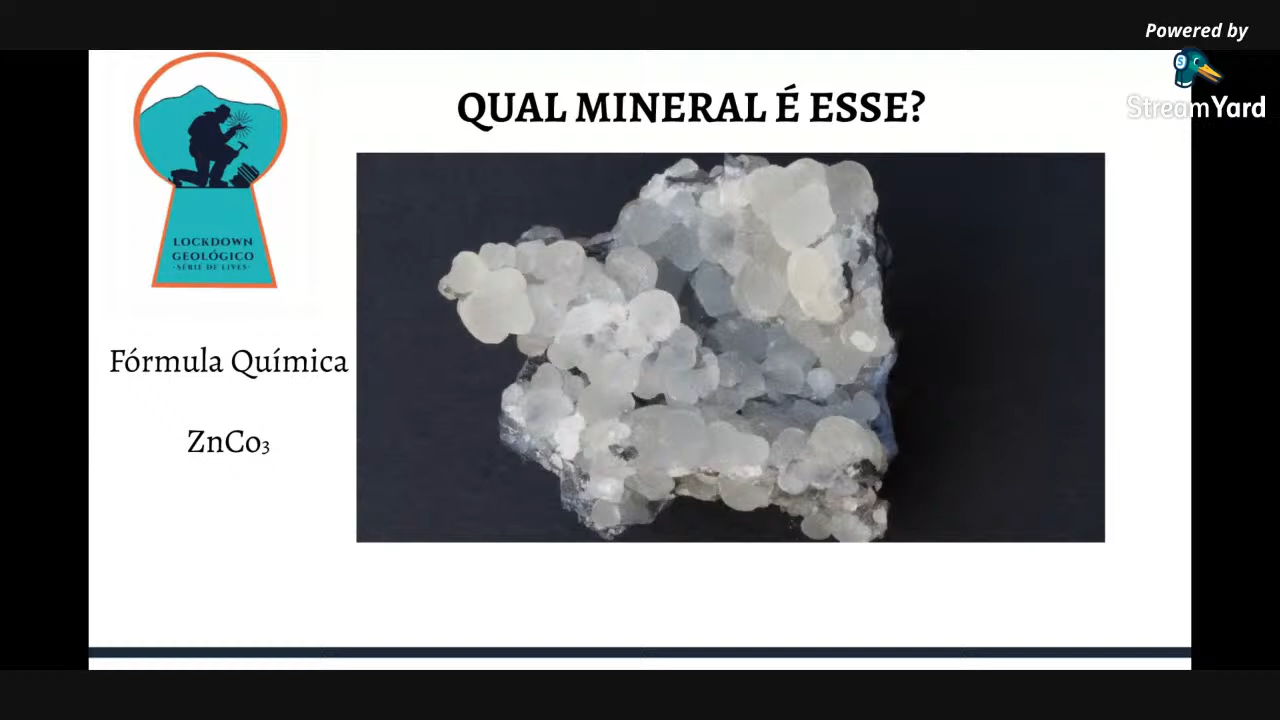 Powered by
StreamYard
QUAL MINERAL É ESSE?
LOCKDOWN
GEOLÓGICO
-SÉRIE DE LIVES-
Fórmula Química
ZnCo₃